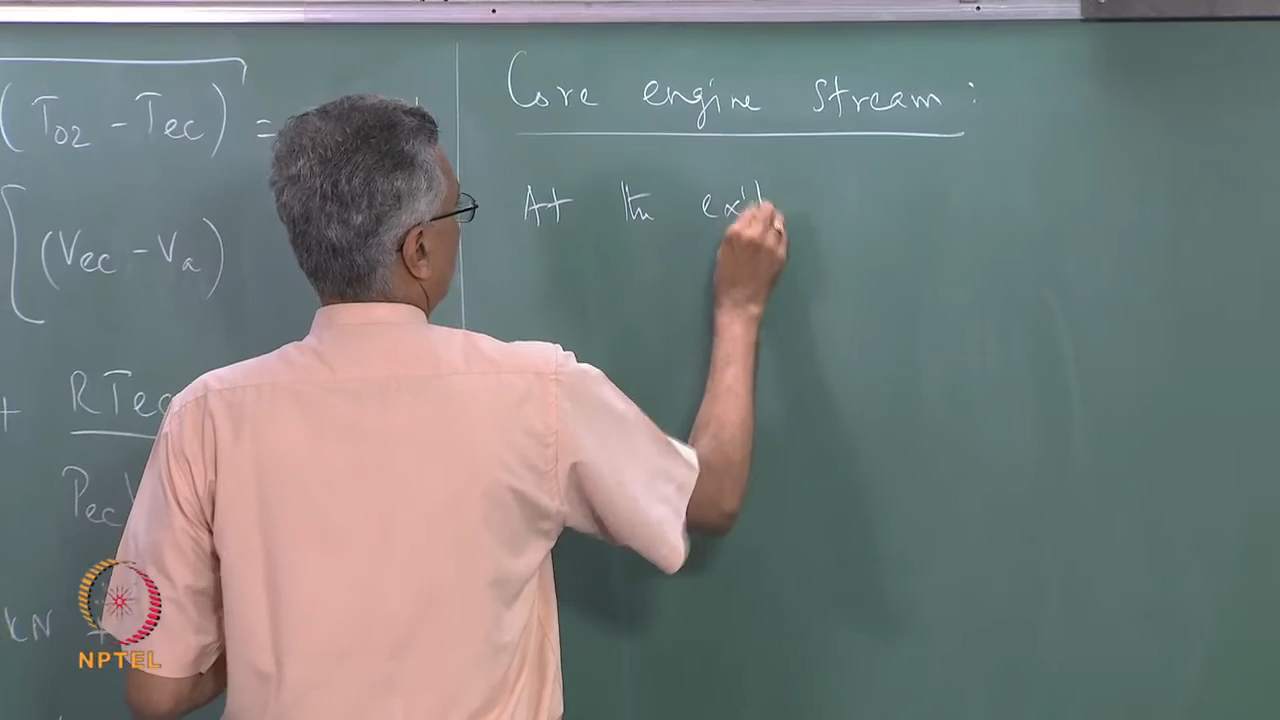 (T02 - Tec) =
(Vec - Va)
+ RTec
Pec
kN +
Core engine stream :
At the exit
NPTEL